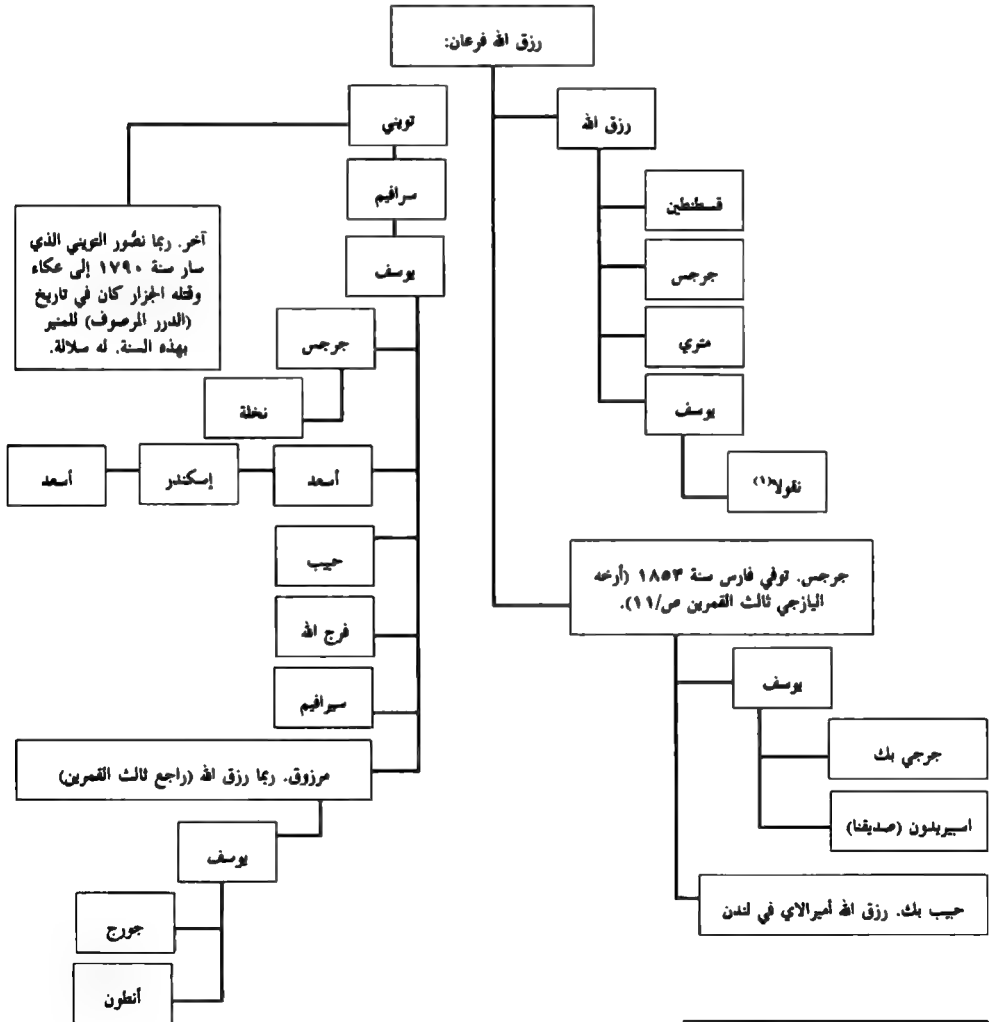 رزق الله فرعان:
رزق الله
قسطنطين
جرجس
متري
يوسف
نقولا(١)
جرجس. توفي فارس سنة ١٨٥٣ (أرخه
اليازجي ثالث القمرين ص/١١).
يوسف
جرجي بك
اسبيريدون (صديقنا)
حبيب بك. رزق الله أميرالاي في لندن
تويني
آخر. ربما نصُّور التويني الذي
سار سنة ١٧٩٠ إلى عكاء
وقتله الجزار كان في تاريخ
(الدرر المرصوف) للمنير
بهذه السنة. له سلالة.
سرافيم
يوسف
جرجس
نخلة
أسعد
إسكندر
أسعد
حبيب
فرج الله
سيرافيم
مرزوق. ربما رزق الله (راجع ثالث القمرين)
يوسف
جورج
أنطون